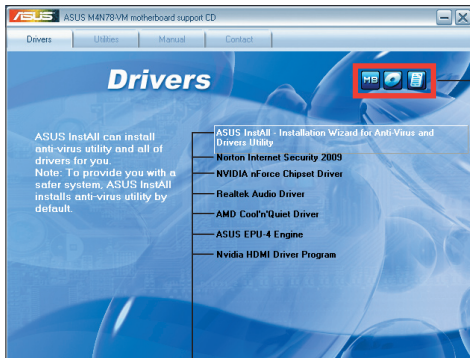 ASUS ASUS M4N78-VM motherboard support CD
Drivers Utilities Manual Contact
Drivers
MB
ASUS InstAll can install
anti-virus utility and all of
drivers for you.
Note: To provide you with a
safer system, ASUS InstAll
installs anti-virus utility by
default.
ASUS InstAll - Installation Wizard for Anti-Virus and
Drivers Utility
Norton Internet Security 2009
NVIDIA nForce Chipset Driver
Realtek Audio Driver
AMD Cool'n'Quiet Driver
ASUS EPU-4 Engine
Nvidia HDMI Driver Program